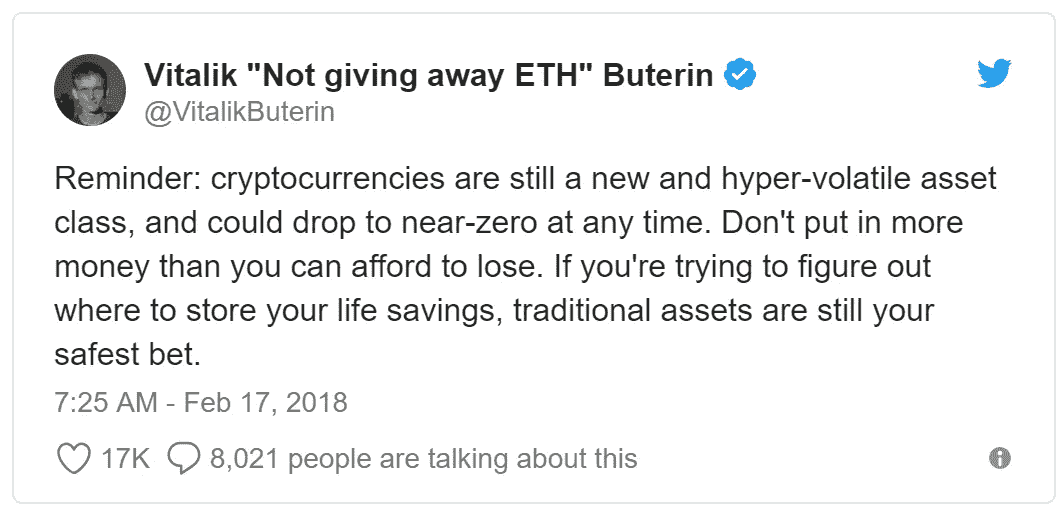 Vitalik "Not giving away ETH" Buterin
@VitalikButerin
Reminder: cryptocurrencies are still a new and hyper-volatile asset
class, and could drop to near-zero at any time. Don't put in more
money than you can afford to lose. If you're trying to figure out
where to store your life savings, traditional assets are still your
safest bet.
7:25 AM - Feb 17, 2018
17K 8,021 people are talking about this